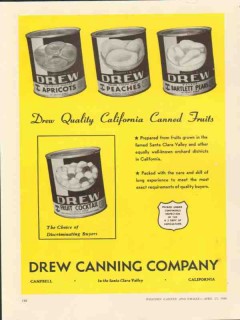 DREW
APRICOTS
DREW
PEACHES
DREW
BARTLETT PEARS
Drew Quality California Canned Fruits
★ Prepared from fruits grown in the
famed Santa Clara Valley and other
equally well-known orchard districts
in California.
★ Packed with the care and skill of
long experience to meet the most
exact requirements of quality buyers.
DREW
FRUIT COCKTAIL
The Choice of
Discriminating Buyers
DREW CANNING COMPANY
CAMPBELL • In the Santa Clara Valley • CALIFORNIA